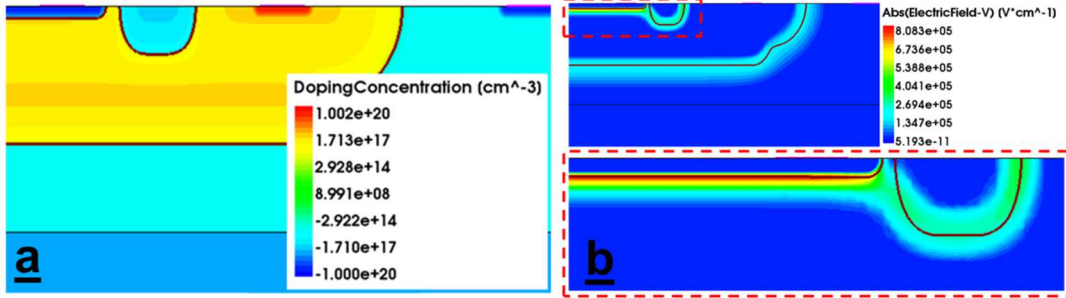 DopingConcentration (cm^-3)
1.002e+20
1.713e+17
2.928e+14
8.991e+08
-2.922e+14
-1.710e+17
-1.000e+20
a
Abs(ElectricField-V) (V*cm^-1)
8.083e+05
6.736e+05
5.388e+05
4.041e+05
2.694e+05
1.347e+05
5.193e-11
b